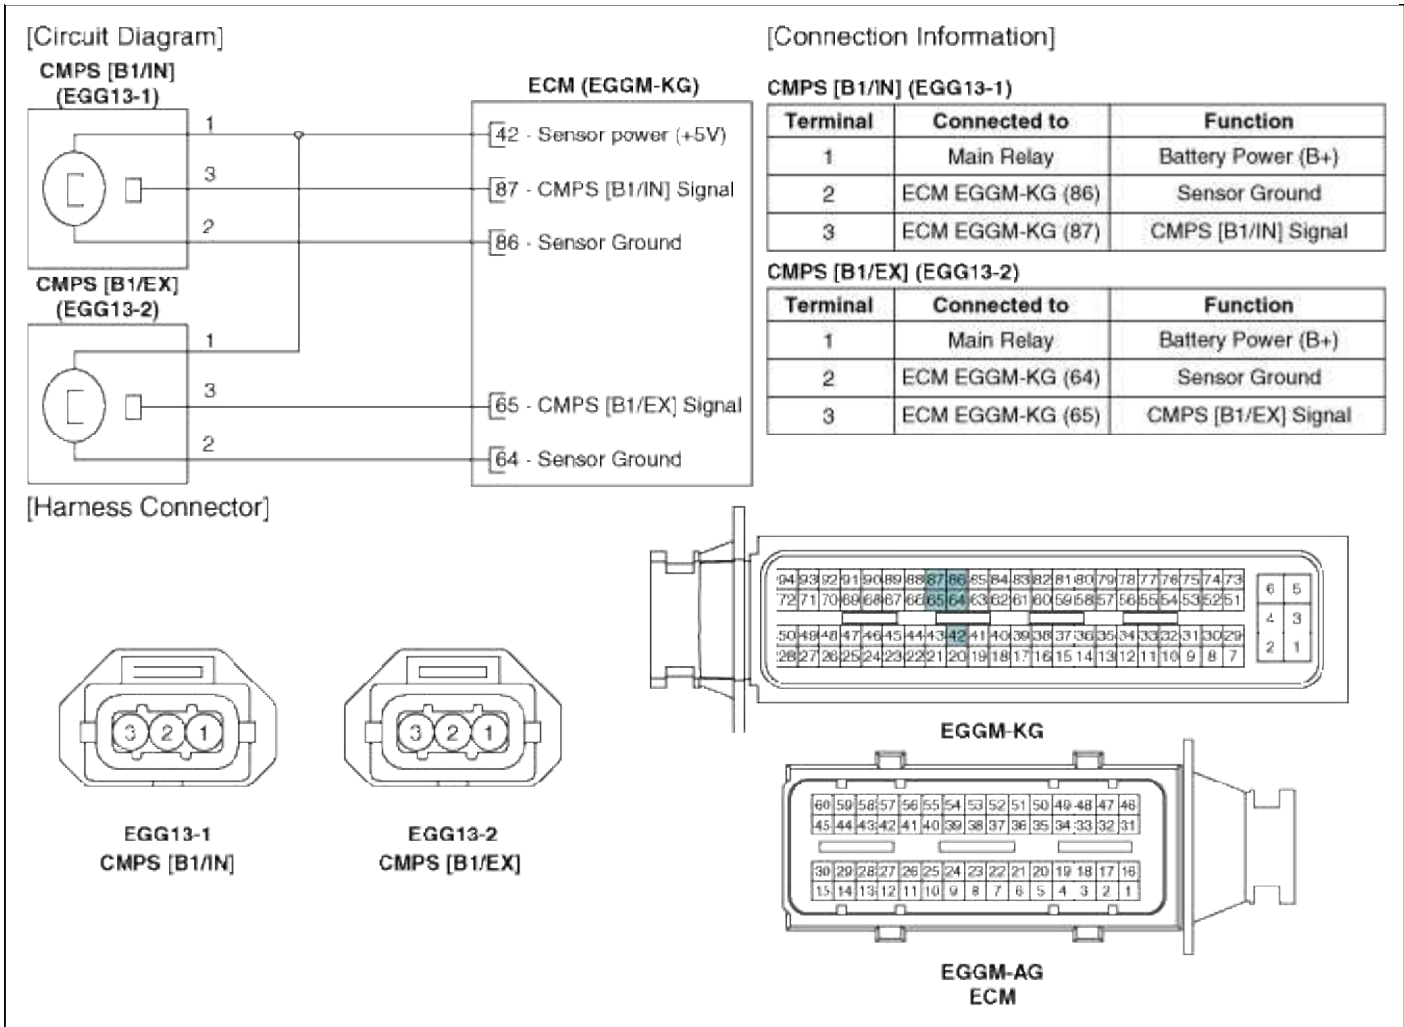 [Circuit Diagram]
CMPS [B1/IN]
(EGG13-1)
ECM (EGGM-KG)
1
42 - Sensor power (+5V)
3
87 - CMPS [B1/IN] Signal
2
86 - Sensor Ground
CMPS [B1/EX]
(EGG13-2)
1
3
65 - CMPS [B1/EX] Signal
2
64 - Sensor Ground
[Connection Information]
CMPS [B1/IN] (EGG13-1)
Terminal Connected to Function
1 Main Relay Battery Power (B+)
2 ECM EGGM-KG (86) Sensor Ground
3 ECM EGGM-KG (87) CMPS [B1/IN] Signal
CMPS [B1/EX] (EGG13-2)
Terminal Connected to Function
1 Main Relay Battery Power (B+)
2 ECM EGGM-KG (64) Sensor Ground
3 ECM EGGM-KG (65) CMPS [B1/EX] Signal
[Harness Connector]
3 2 1
EGG13-1
CMPS [B1/IN]
3 2 1
EGG13-2
CMPS [B1/EX]
94 93 92 91 90 89 88 87 86 85 84 83 82 81 80 79 78 77 76 75 74 73
72 71 70 69 68 67 66 65 64 63 62 61 60 59 58 57 56 55 54 53 52 51
50 49 48 47 46 45 44 43 42 41 40 39 38 37 36 35 34 33 32 31 30 29
28 27 26 25 24 23 22 21 20 19 18 17 16 15 14 13 12 11 10 9 8 7
6 5
4 3
2 1
EGGM-KG
60 59 58 57 56 55 54 53 52 51 50 49 48 47 46
45 44 43 42 41 40 39 38 37 36 35 34 33 32 31
30 29 28 27 26 25 24 23 22 21 20 19 18 17 16
15 14 13 12 11 10 9 8 7 6 5 4 3 2 1
EGGM-AG
ECM